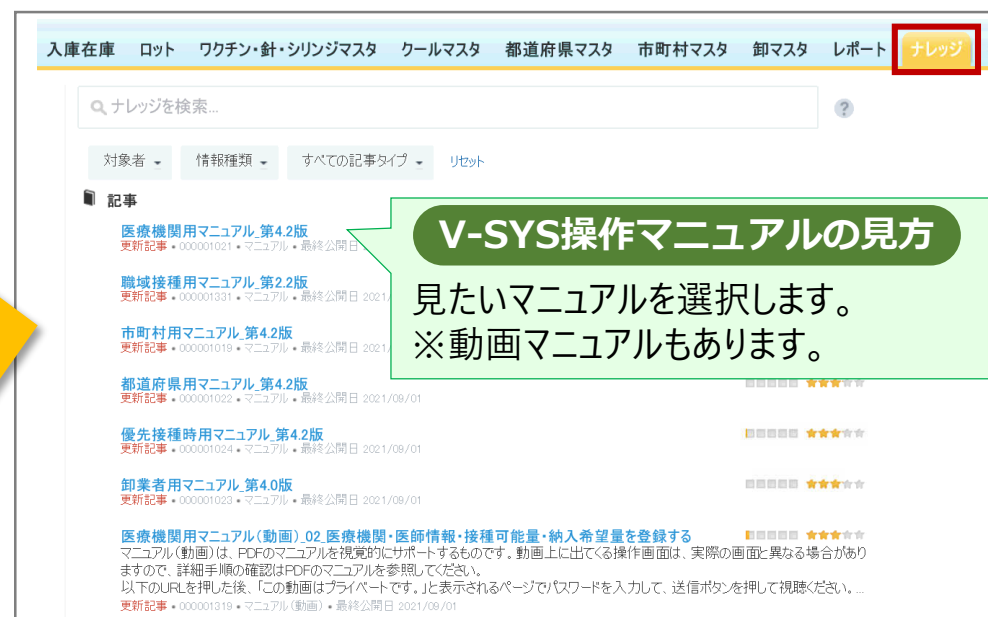 入庫在庫 ロット ワクチン・針・シリンジマスタ クールマスタ 都道府県マスタ 市町村マスタ 卸マスタ レポート ナレッジ
ナレッジを検索...
?
対象者 情報種類 すべての記事タイプ リセット
記事
医療機関用マニュアル_第4.2版
更新記事 • 000001021 • マニュアル • 最終公開日
V-SYS操作マニュアルの見方
見たいマニュアルを選択します。
※動画マニュアルもあります。
職域接種用マニュアル_第2.2版
更新記事 • 000001331 • マニュアル • 最終公開日 2021/
市町村用マニュアル_第4.2版
更新記事 • 000001019 • マニュアル • 最終公開日 2021/
都道府県用マニュアル_第4.2版
更新記事 • 000001022 • マニュアル • 最終公開日 2021/09/01
優先接種時用マニュアル_第4.2版
更新記事 • 000001024 • マニュアル • 最終公開日 2021/09/01
卸業者用マニュアル_第4.0版
更新記事 • 000001023 • マニュアル • 最終公開日 2021/09/01
医療機関用マニュアル(動画)_02_医療機関・医師情報・接種可能量・納入希望量を登録する
マニュアル(動画)は、PDFのマニュアルを視覚的にサポートするものです。動画上に出てくる操作画面は、実際の画面と異なる場合があり
ますので、詳細手順の確認はPDFのマニュアルを参照してください。
以下のURLを押した後、「この動画はプライベートです。」と表示されるページでパスワードを入力して、送信ボタンを押して視聴ください。...
更新記事 • 000001319 • マニュアル(動画) • 最終公開日 2021/09/01